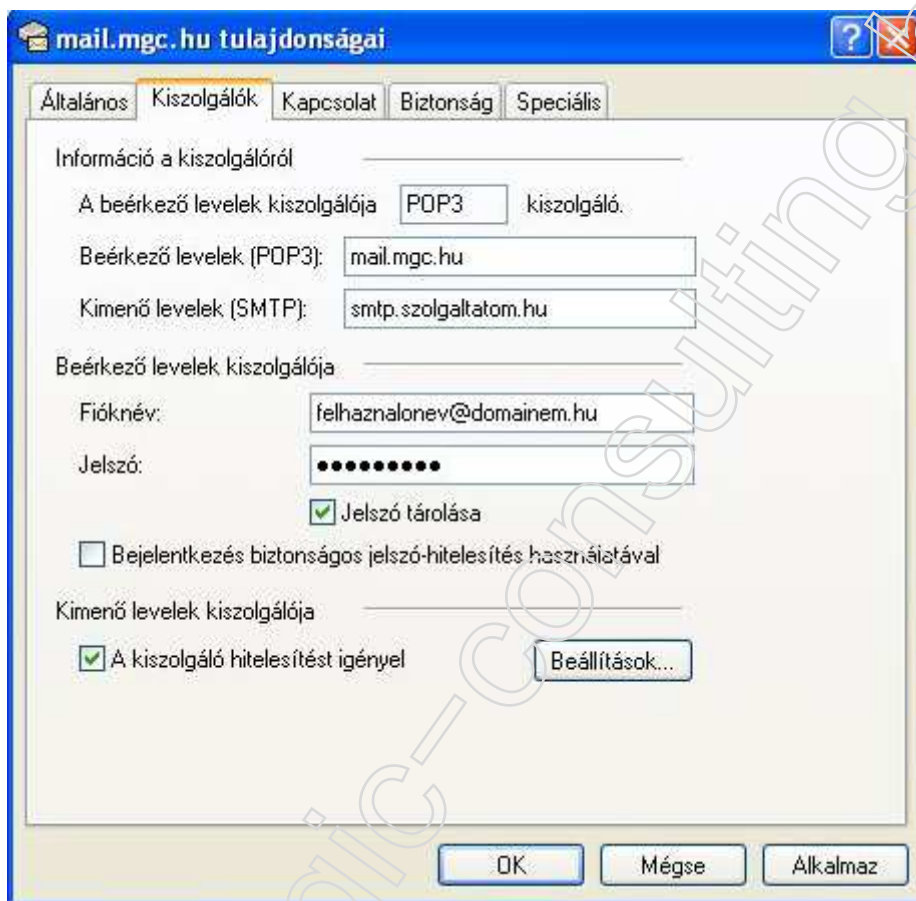 mail.mgc.hu tulajdonságai
Általános Kiszolgálók Kapcsolat Biztonság Speciális
Információ a kiszolgálóról
A beérkező levelek kiszolgálója POP3 kiszolgáló.
Beérkező levelek (POP3): mail.mgc.hu
Kimenő levelek (SMTP): smtp.szolgaltatom.hu
Beérkező levelek kiszolgálója
Fióknév: felhaznalonev@domainem.hu
Jelszó: •••••••••
Jelszó tárolása
Bejelentkezés biztonságos jelszó-hitelesítés használatával
Kimenő levelek kiszolgálója
A kiszolgáló hitelesítést igényel Beállítások...
OK Mégse Alkalmaz
gic-consulting